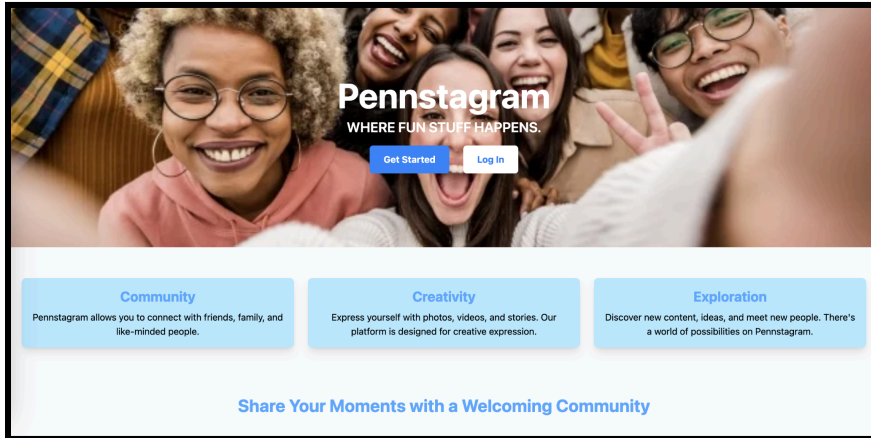 Pennstagram
WHERE FUN STUFF HAPPENS.
Get Started
Log In
Community
Pennstagram allows you to connect with friends, family, and
like-minded people.
Creativity
Express yourself with photos, videos, and stories. Our
platform is designed for creative expression.
Exploration
Discover new content, ideas, and meet new people. There's
a world of possibilities on Pennstagram.
Share Your Moments with a Welcoming Community